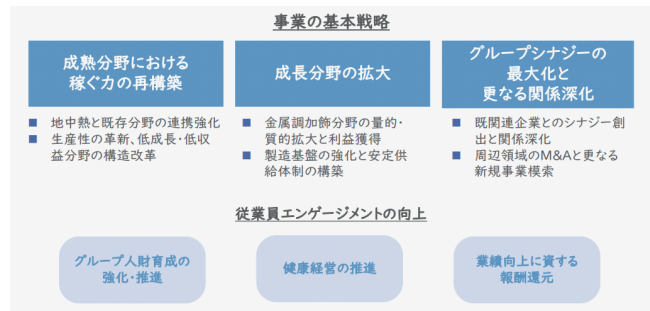 事業の基本戦略
成熟分野における
稼ぐ力の再構築
成長分野の拡大
グループシナジーの
最大化と
更なる関係深化
■ 地中熱と既存分野の連携強化
■ 生産性の革新、低成長・低収
益分野の構造改革
■ 金属調加飾分野の量的・
質的拡大と利益獲得
■ 製造基盤の強化と安定供
給体制の構築
■ 既関連企業とのシナジー創
出と関係深化
■ 周辺領域のM&Aと更なる
新規事業模索
従業員エンゲージメントの向上
グループ人財育成の
強化・推進
健康経営の推進
業績向上に資する
報酬還元